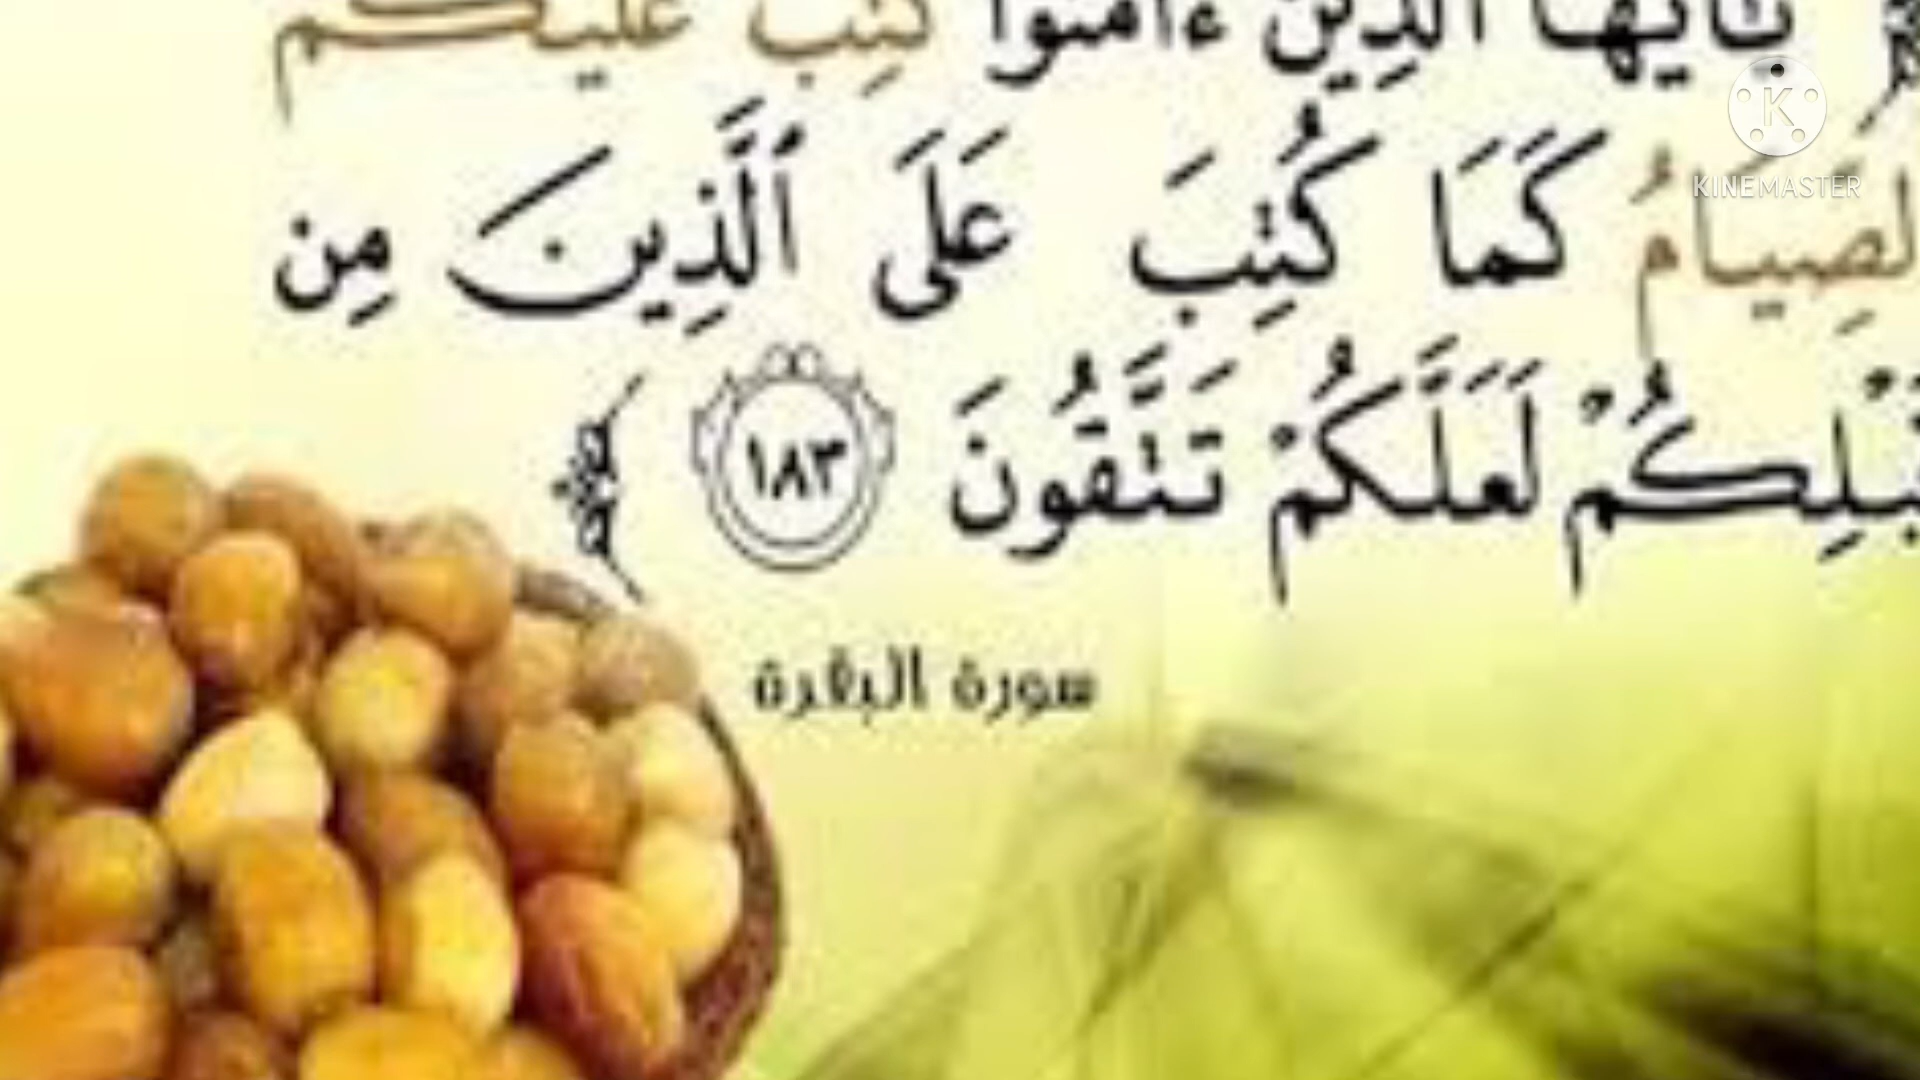 يَٰٓأَيُّهَا ٱلَّذِينَ ءَامَنُوا۟ كُتِبَ عَلَيْكُمُ
ٱلصِّيَامُ كَمَا كُتِبَ عَلَى ٱلَّذِينَ مِن
قَبْلِكُمْ لَعَلَّكُمْ تَتَّقُونَ ١٨٣
سورة البقرة
KINEMASTER